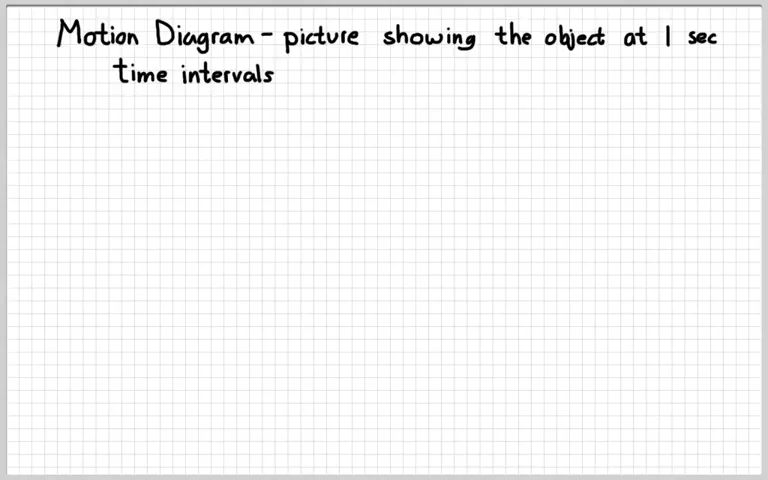 Motion Diagram - picture showing the object at 1 sec
time intervals